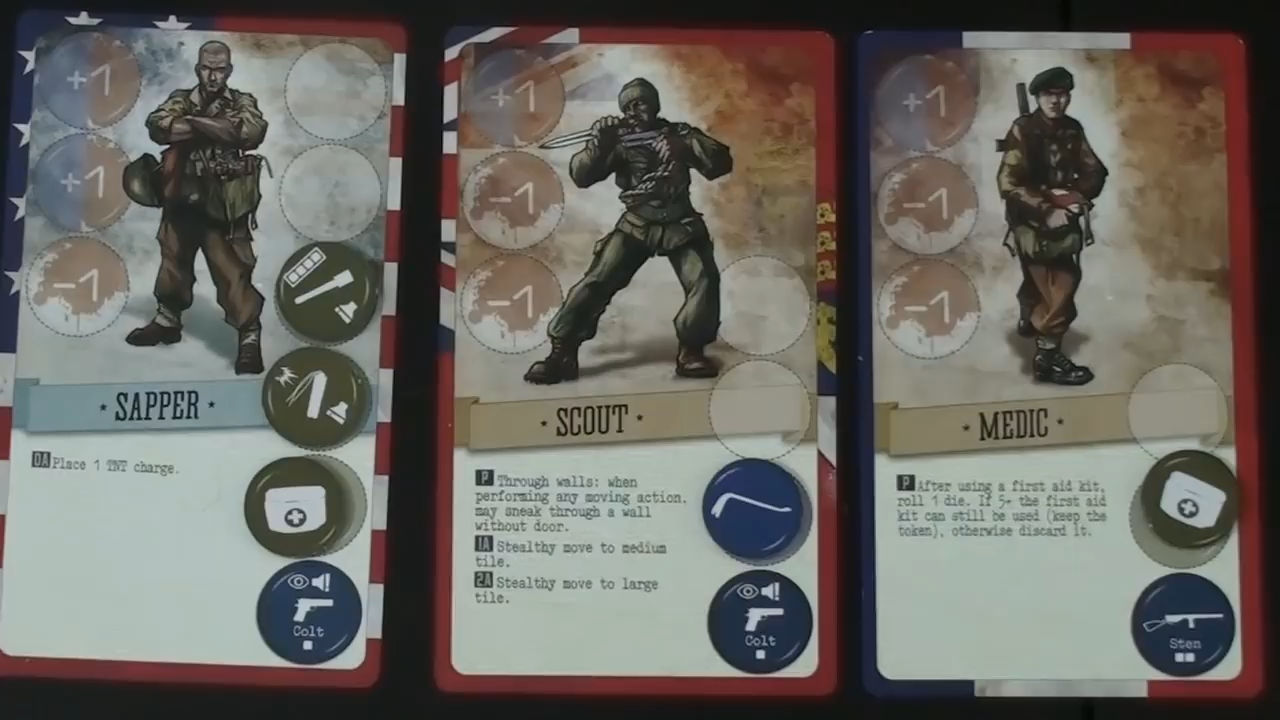 +1
+1
-1
SAPPER
0A Place 1 TNT charge.
Colt
+1
-1
-1
SCOUT
P Through walls: when
performing any moving action,
may sneak through a wall
without door.
1A Stealthy move to medium
tile.
2A Stealthy move to large
tile.
Colt
+1
-1
-1
MEDIC
P After using a first aid kit,
roll 1 die. If 5+ the first aid
kit can still be used (keep the
token), otherwise discard it.
Sten